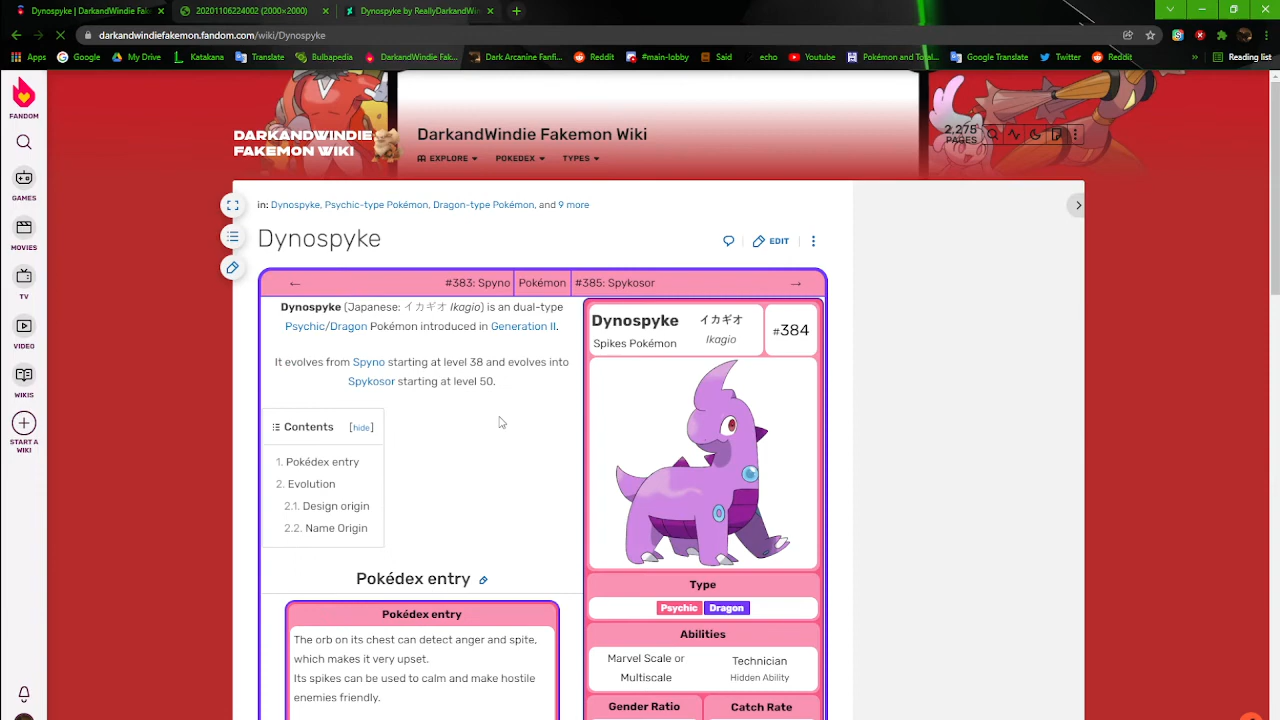 Dynospyke | DarkandWindie Fa
20201106224002 (2000×2000)
Dynospyke by ReallyDarkandWin
darkandwindiefakemon.fandom.com/wiki/Dynospyke
Apps
Google
My Drive
Katakana
Translate
Bulbapedia
DarkandWindie Fak...
Dark Arcanine Fanfi...
Reddit
#main-lobby
Said
echo
YouTube
Pokémon and Total...
Google Translate
Twitter
Reddit
»
Reading list
FANDOM
GAMES
MOVIES
TV
VIDEO
WIKIS
START A
WIKI
DARKANDWINDIE
FAKEMON WIKI
DarkandWindie Fakemon Wiki
EXPLORE
POKEDEX
TYPES
2,275
PAGES
in: Dynospyke, Psychic-type Pokémon, Dragon-type Pokémon, and 9 more
Dynospyke
EDIT
← #383: Spyno
Pokémon
#385: Spykosor →
Dynospyke (Japanese: イカギオ Ikagio) is an dual-type
Psychic/Dragon Pokémon introduced in Generation II.
It evolves from Spyno starting at level 38 and evolves into
Spykosor starting at level 50.
Contents [hide]
1. Pokédex entry
2. Evolution
2.1. Design origin
2.2. Name Origin
Pokédex entry
Pokédex entry
The orb on its chest can detect anger and spite,
which makes it very upset.
Its spikes can be used to calm and make hostile
enemies friendly.
Dynospyke
Spikes Pokémon
イカギオ
Ikagio
#384
Type
Psychic Dragon
Abilities
Marvel Scale or
Multiscale
Technician
Hidden Ability
Gender Ratio
Catch Rate